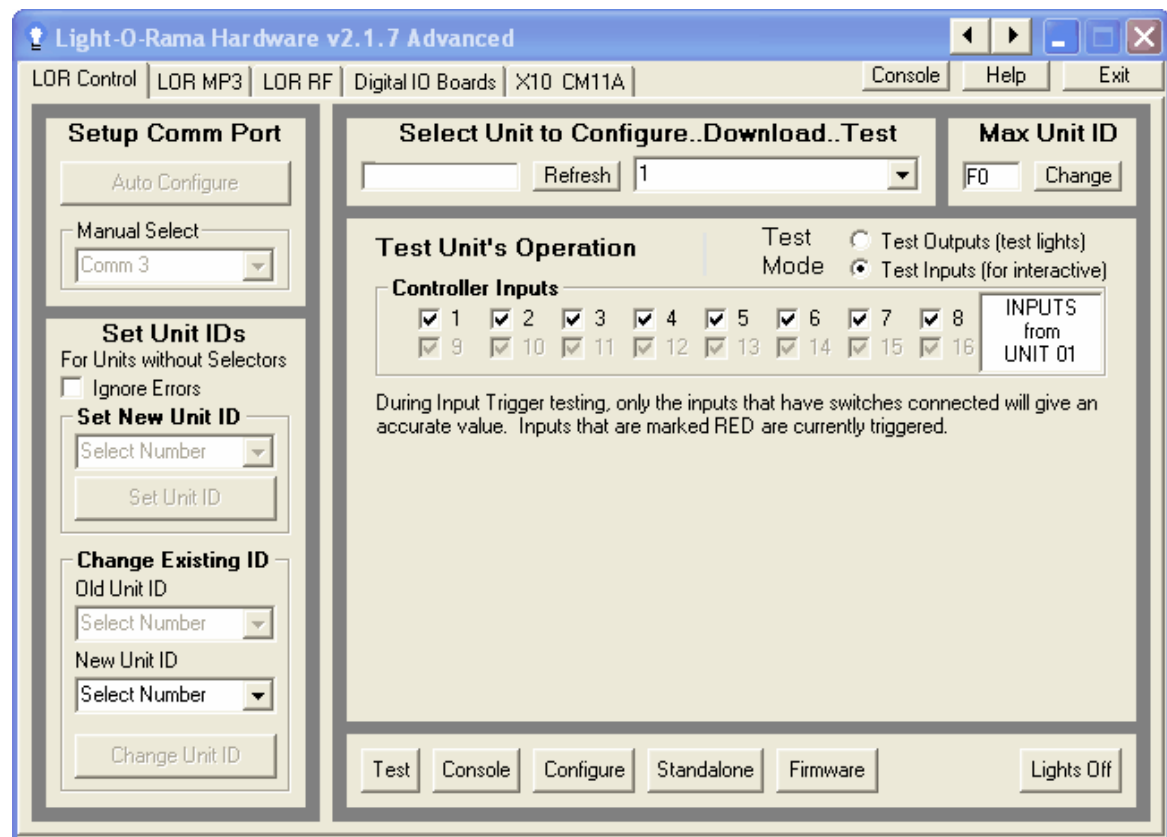 Light-O-Rama Hardware v2.1.7 Advanced
LOR Control LOR MP3 LOR RF Digital IO Boards X10 CM11A Console Help Exit
Setup Comm Port
Auto Configure
Manual Select
Comm 3
Set Unit IDs
For Units without Selectors
Ignore Errors
Set New Unit ID
Select Number
Set Unit ID
Change Existing ID
Old Unit ID
Select Number
New Unit ID
Select Number
Change Unit ID
Select Unit to Configure..Download..Test
Refresh 1
Max Unit ID
F0 Change
Test Unit's Operation
Test Mode
Test Outputs (test lights)
Test Inputs (for interactive)
Controller Inputs
1 2 3 4 5 6 7 8
9 10 11 12 13 14 15 16
INPUTS
from
UNIT 01
During Input Trigger testing, only the inputs that have switches connected will give an
accurate value. Inputs that are marked RED are currently triggered.
Test Console Configure Standalone Firmware Lights Off